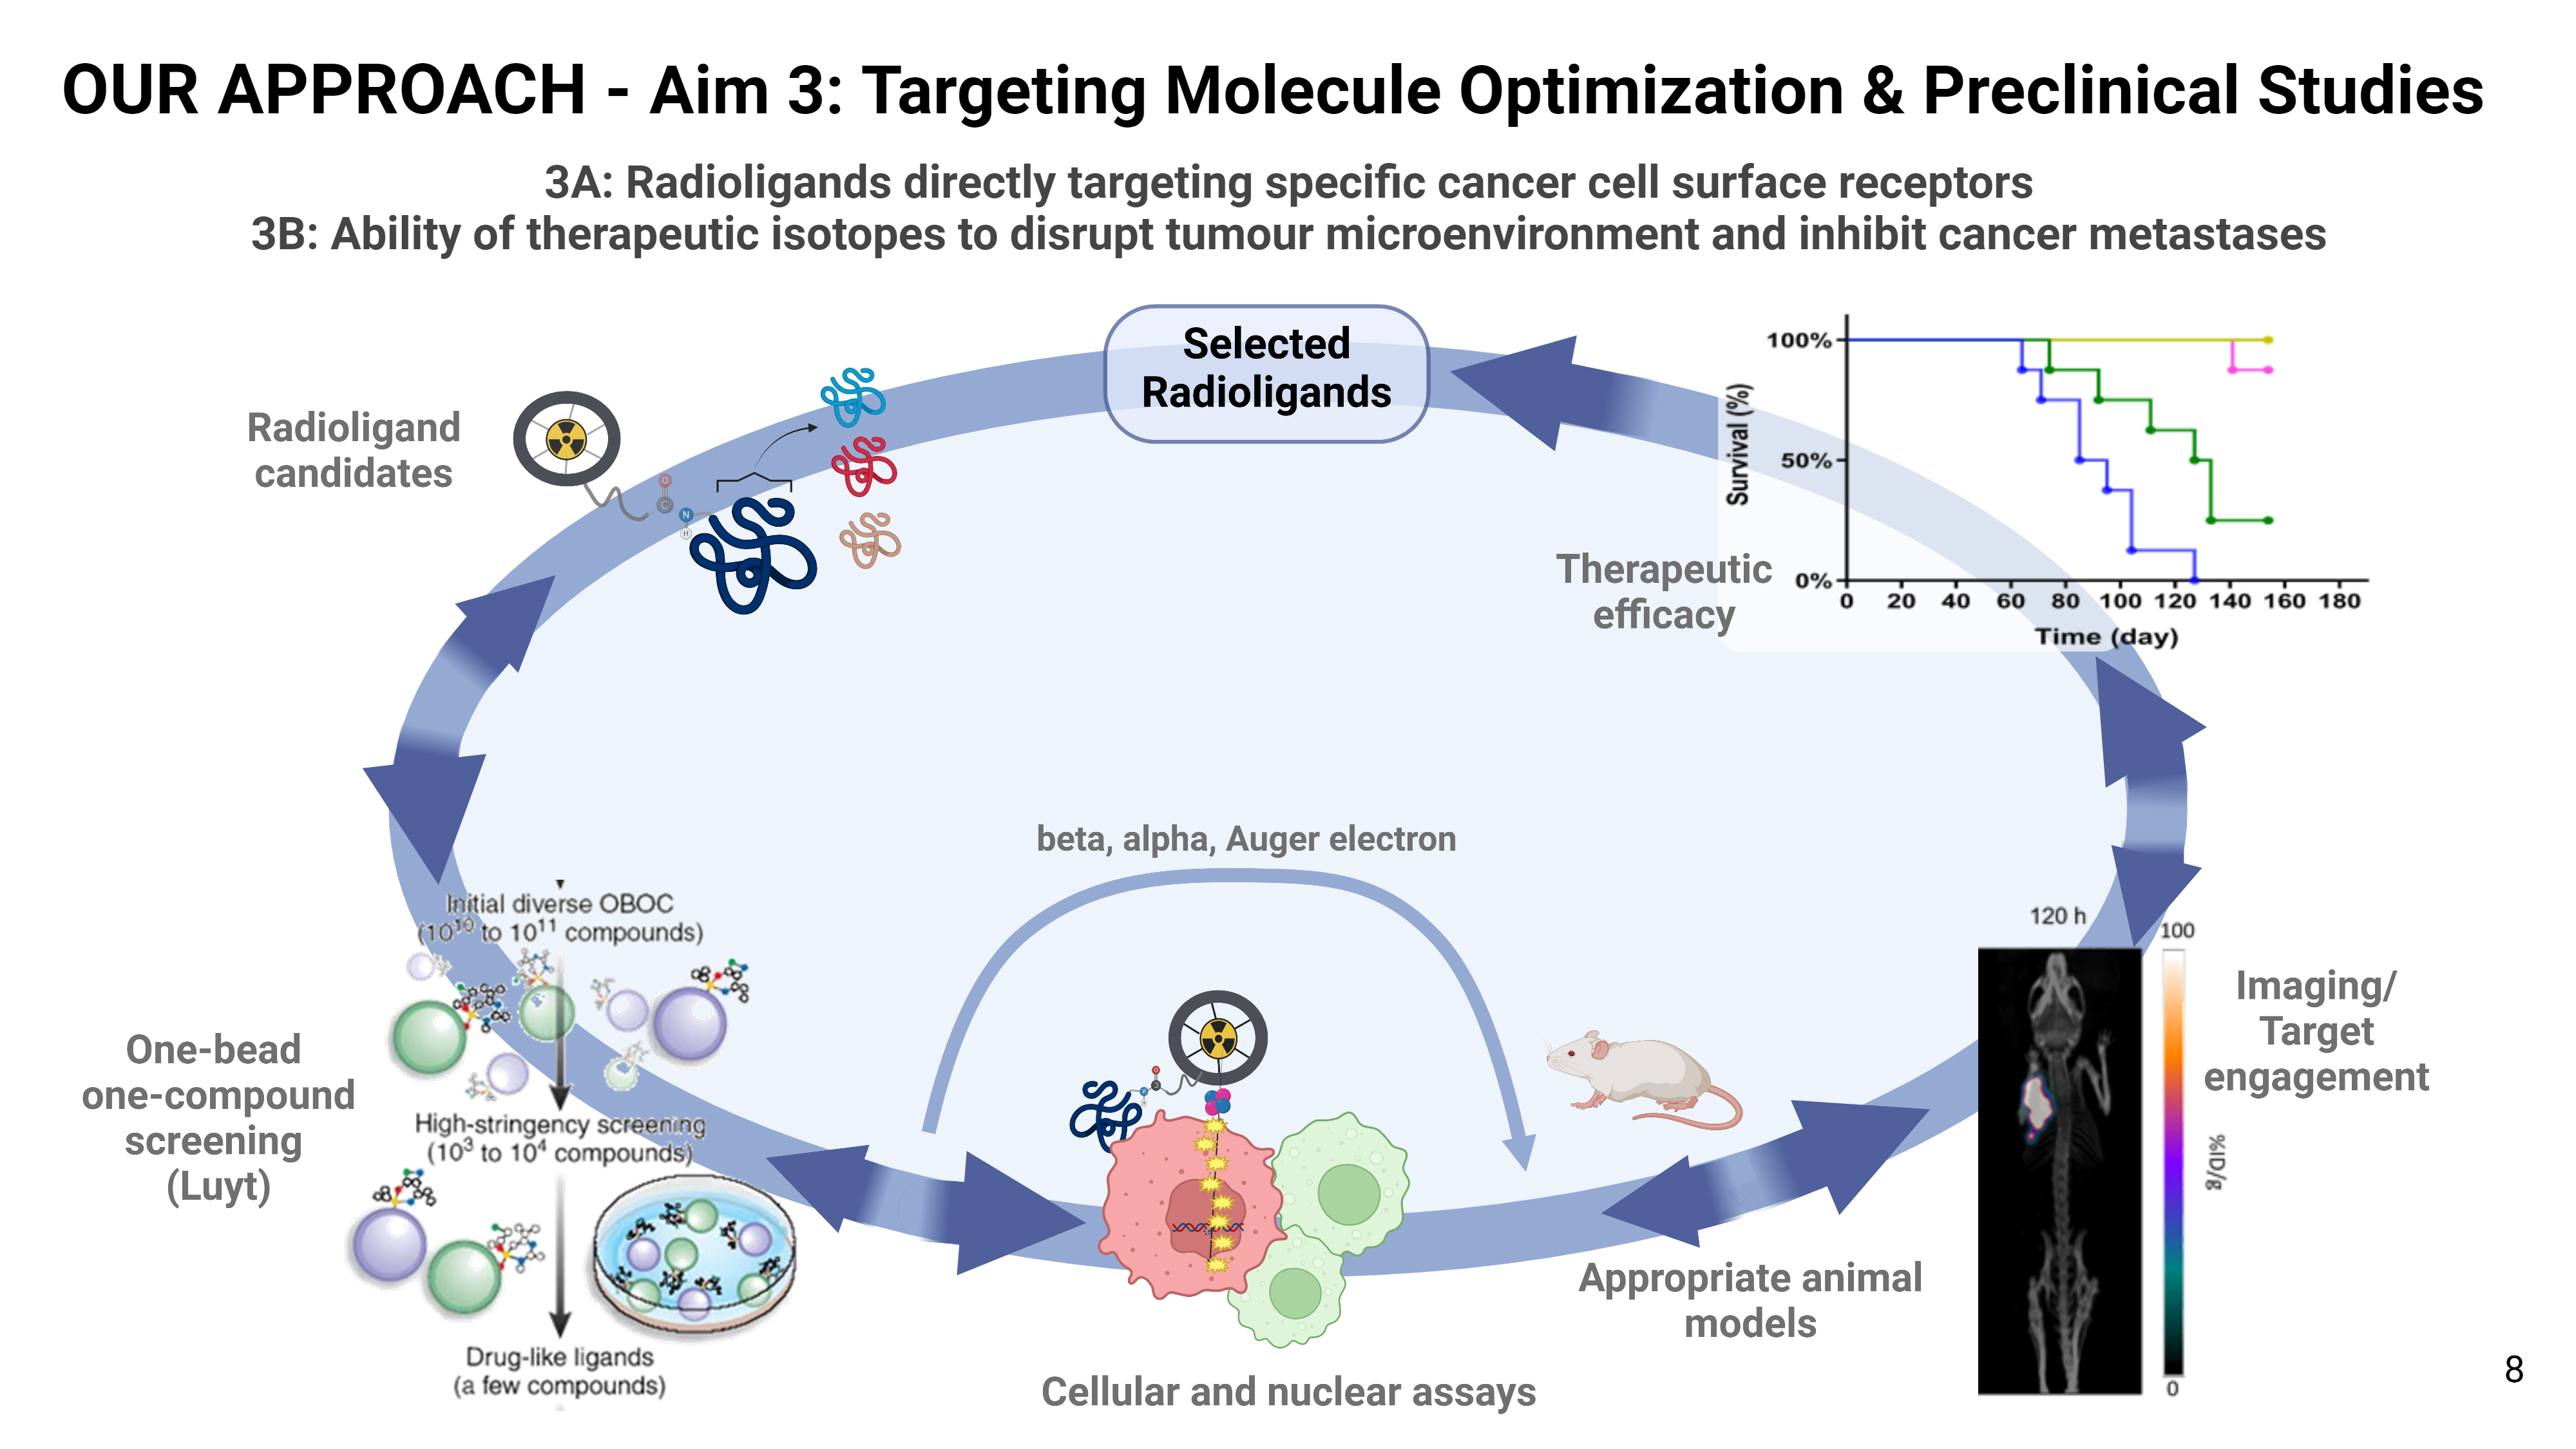 OUR APPROACH - Aim 3: Targeting Molecule Optimization & Preclinical Studies
3A: Radioligands directly targeting specific cancer cell surface receptors
3B: Ability of therapeutic isotopes to disrupt tumour microenvironment and inhibit cancer metastases
Selected
Radioligands
Radioligand
candidates
O
C
N
H
Survival (%)
100%
50%
0%
0 20 40 60 80 100 120 140 160 180
Time (day)
Therapeutic
efficacy
beta, alpha, Auger electron
Initial diverse OBOC
(10¹⁰ to 10¹¹ compounds)
High-stringency screening
(10³ to 10⁴ compounds)
Drug-like ligands
(a few compounds)
One-bead
one-compound
screening
(Luyt)
Cellular and nuclear assays
Appropriate animal
models
120 h
100
%ID/g
0
Imaging/
Target
engagement
8